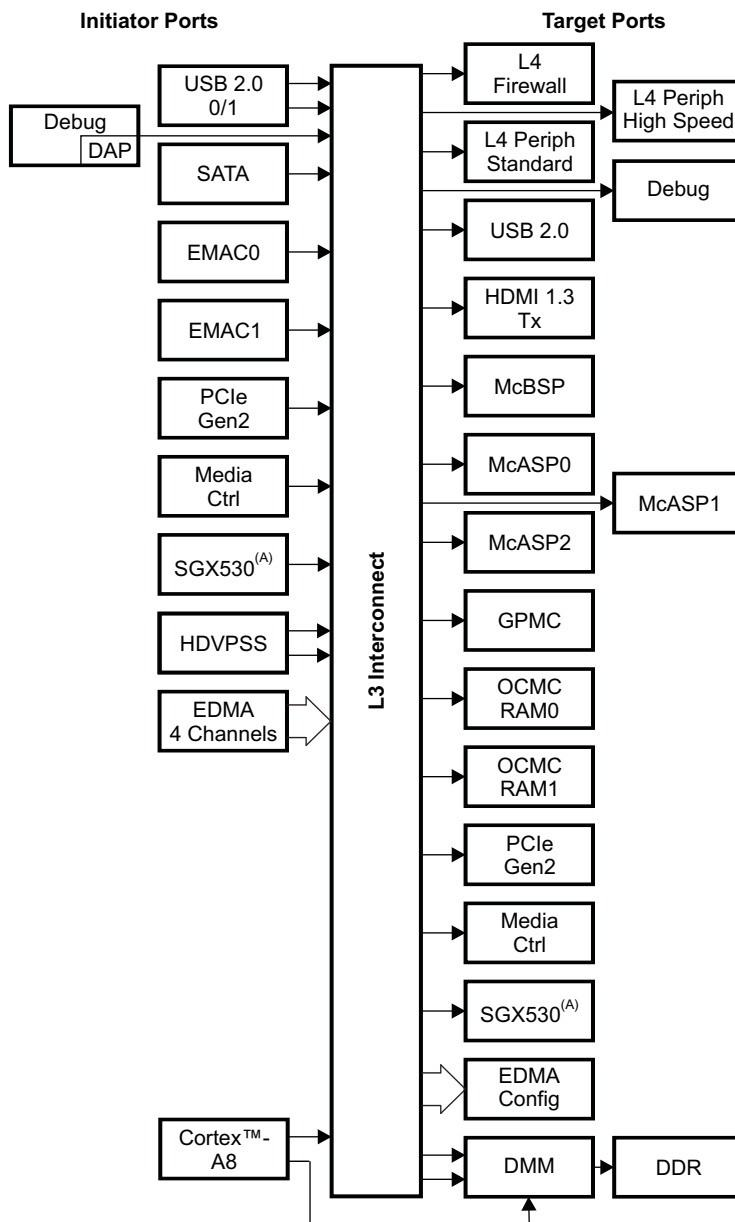 Initiator Ports
Target Ports
USB 2.0
0/1
Debug
DAP
SATA
EMAC0
EMAC1
PCIe
Gen2
Media
Ctrl
SGX530(A)
HDVPSS
EDMA
4 Channels
Cortex™-
A8
L3 Interconnect
L4
Firewall
L4 Periph
High Speed
L4 Periph
Standard
Debug
USB 2.0
HDMI 1.3
Tx
McBSP
McASP0
McASP1
McASP2
GPMC
OCMC
RAM0
OCMC
RAM1
PCIe
Gen2
Media
Ctrl
SGX530(A)
EDMA
Config
DMM
DDR